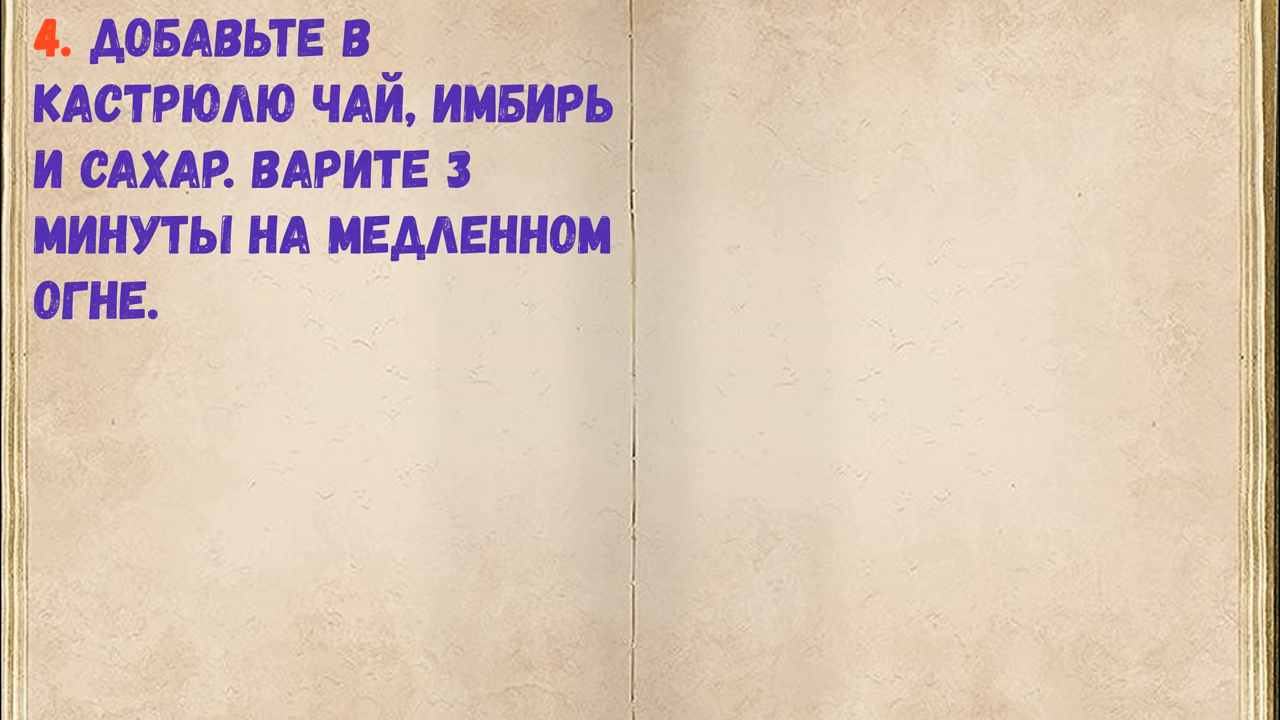 4. ДОБАВЬТЕ В
КАСТРЮЛЮ ЧАЙ, ИМБИРЬ
И САХАР. ВАРИТЕ 3
МИНУТЫ НА МЕДЛЕННОМ
ОГНЕ.